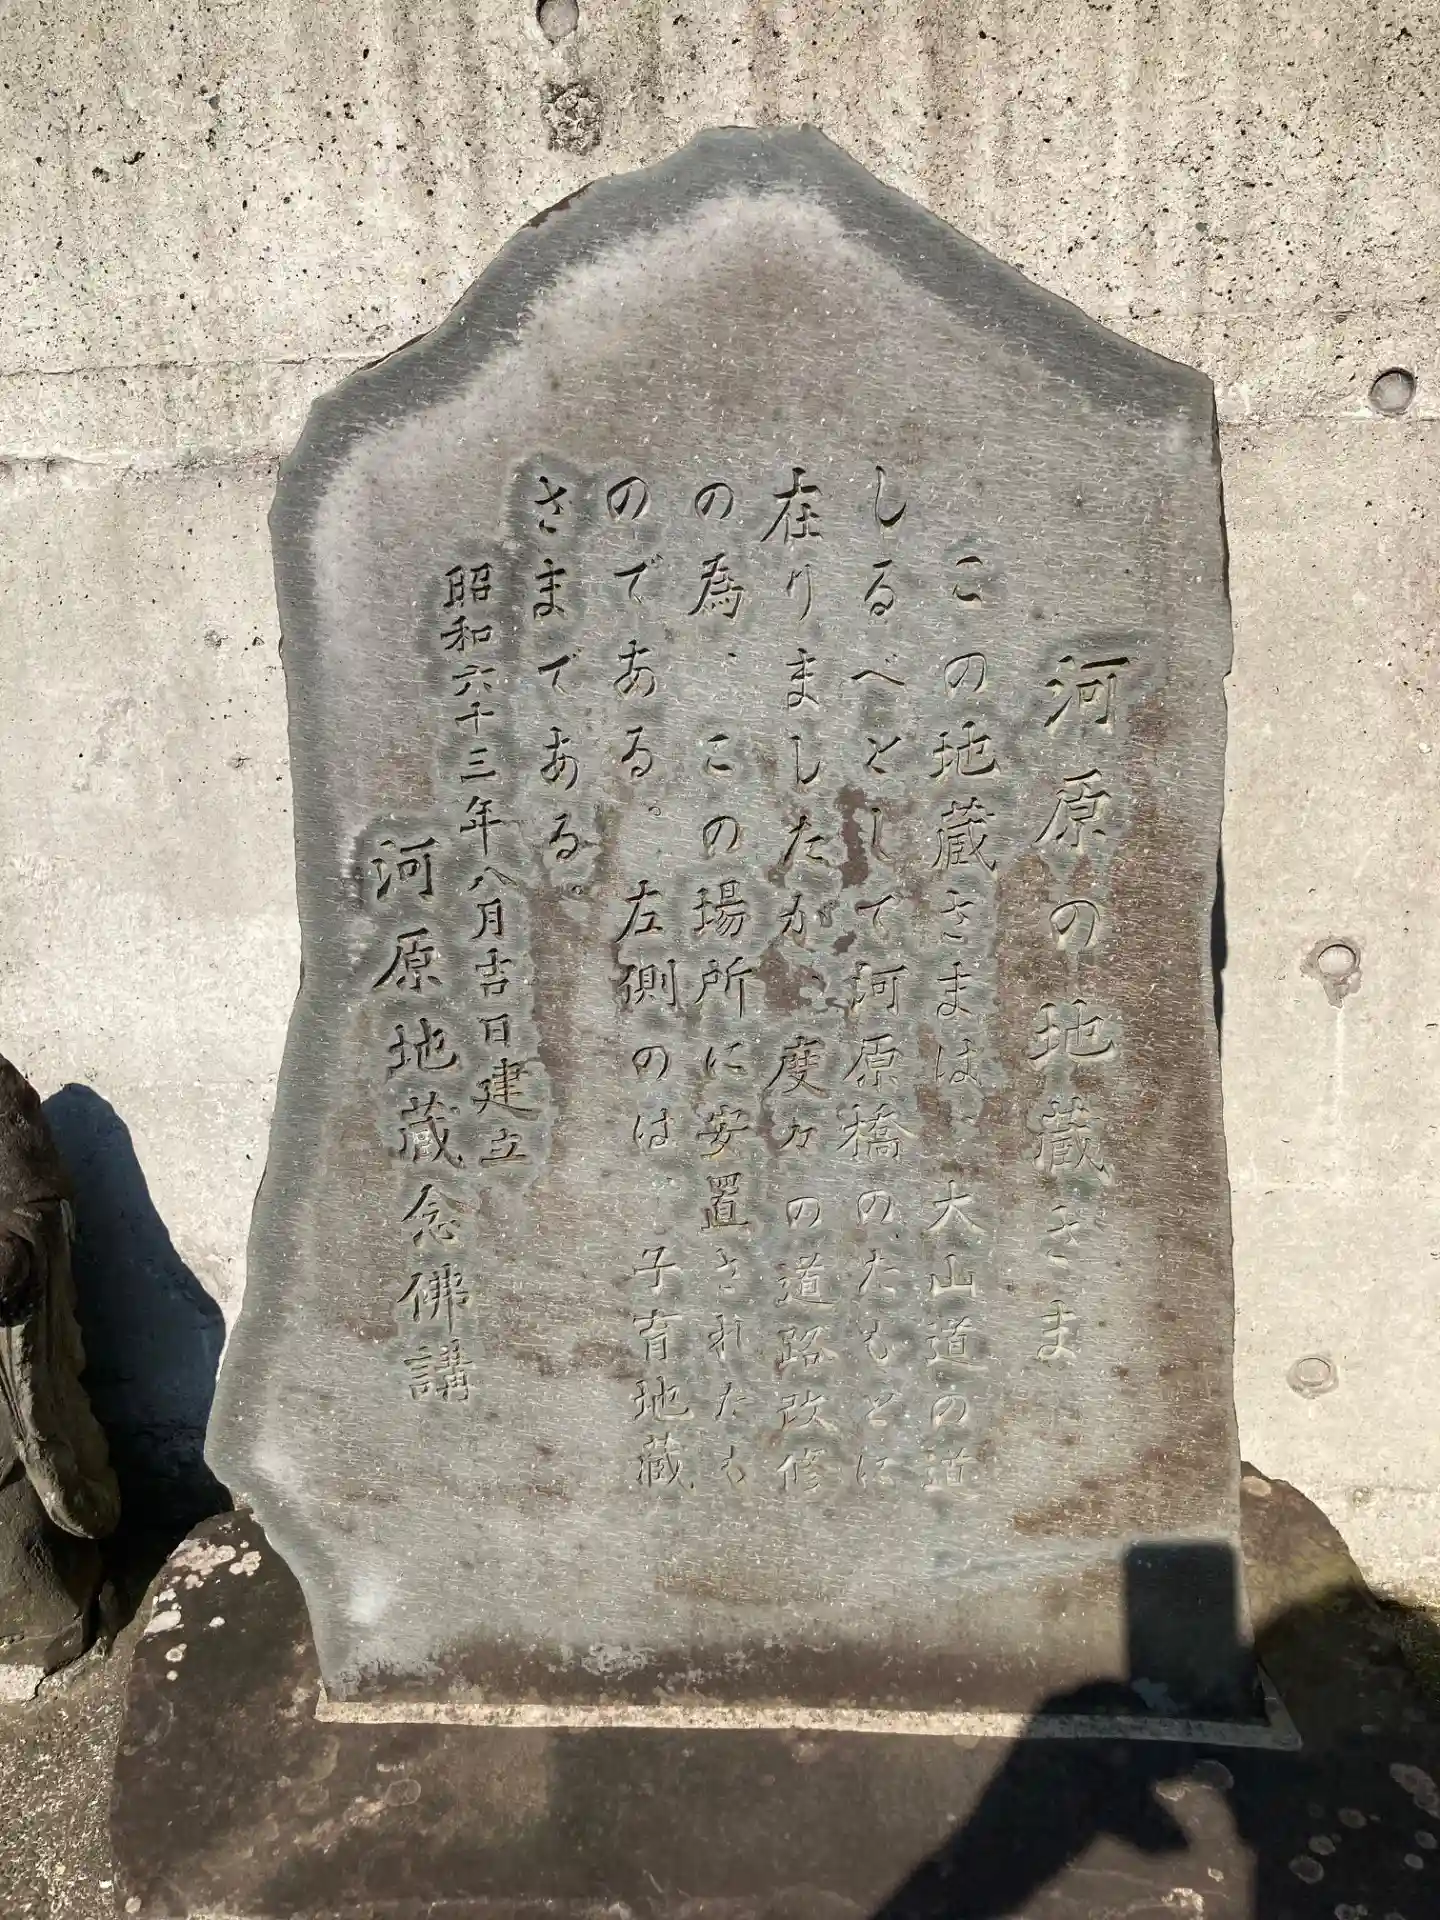 河原の地蔵さま
この地蔵さまは、大山道の道
しるべとして河原橋のたもとに
在りましたが、度々の道路改修
の為、この場所に安置されたも
のである。左側のは、子育地蔵
さまである。
昭和六十三年八月吉日建立
河原地蔵念佛講